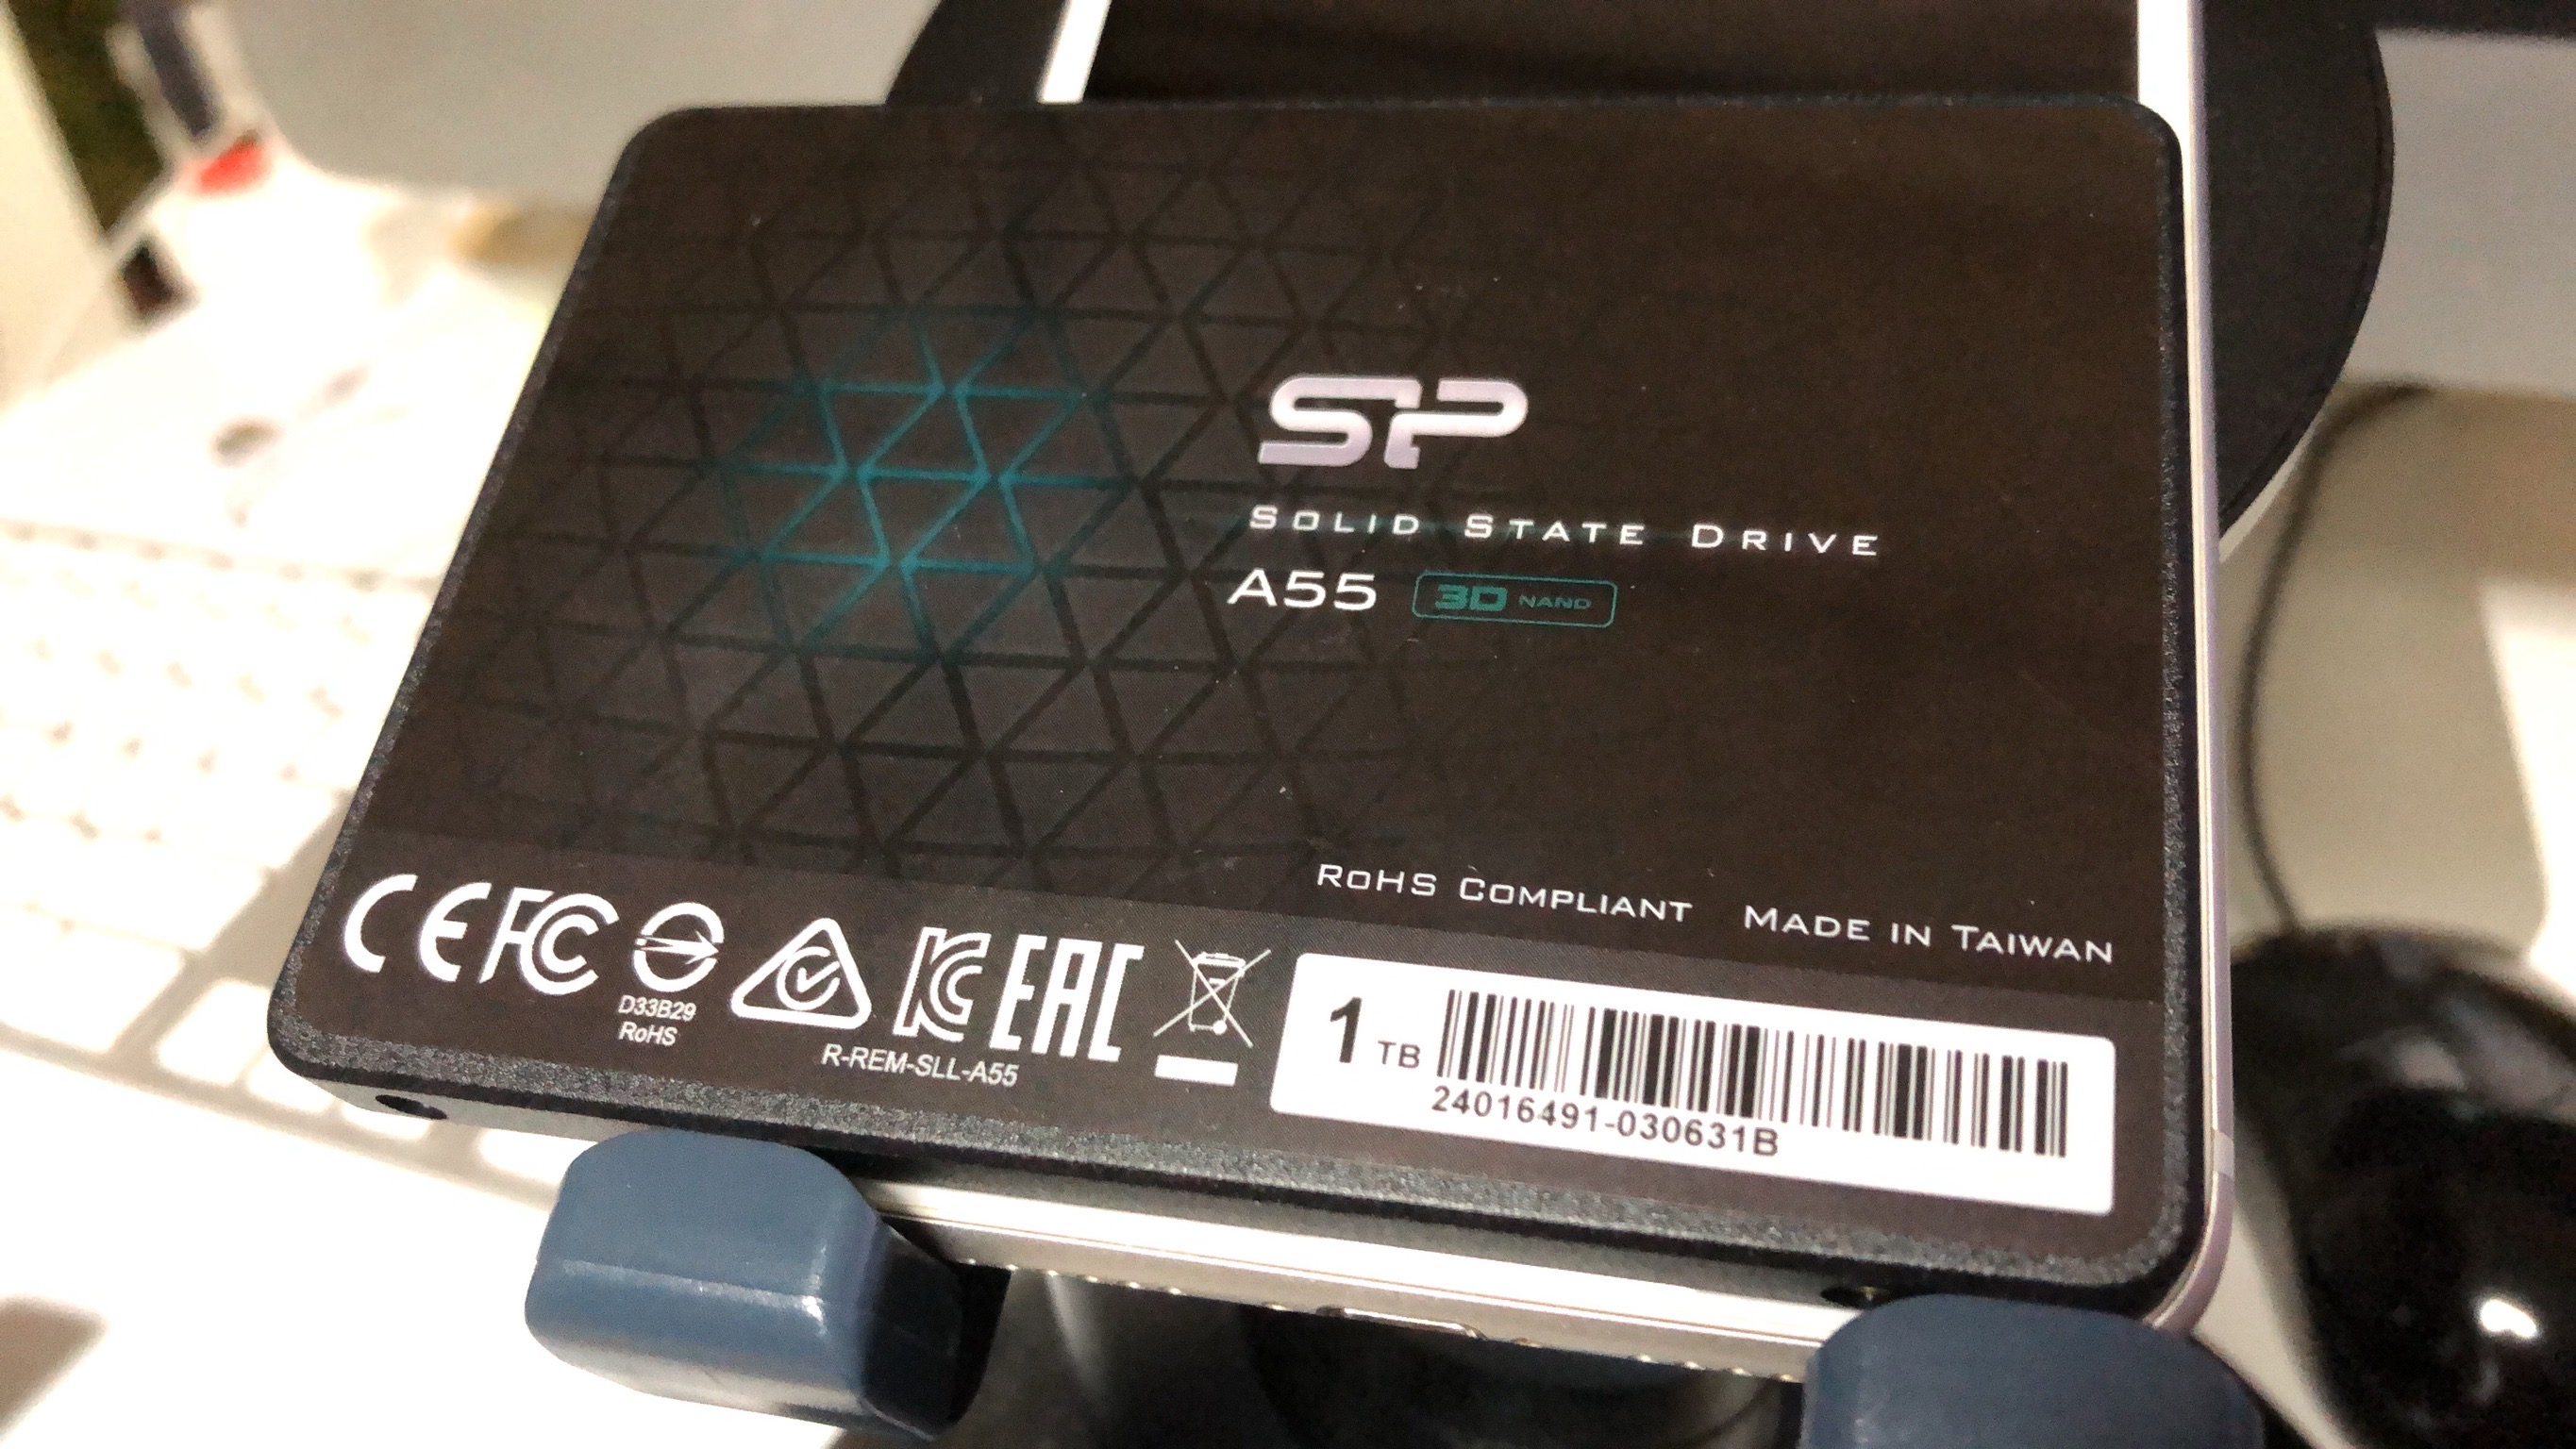 SP
SOLID STATE DRIVE
A55 3D NAND
ROHS COMPLIANT MADE IN TAIWAN
CE FC
D33B29
RoHS
KC EAC
R-REM-SLL-A55
1 TB
24016491-030631B